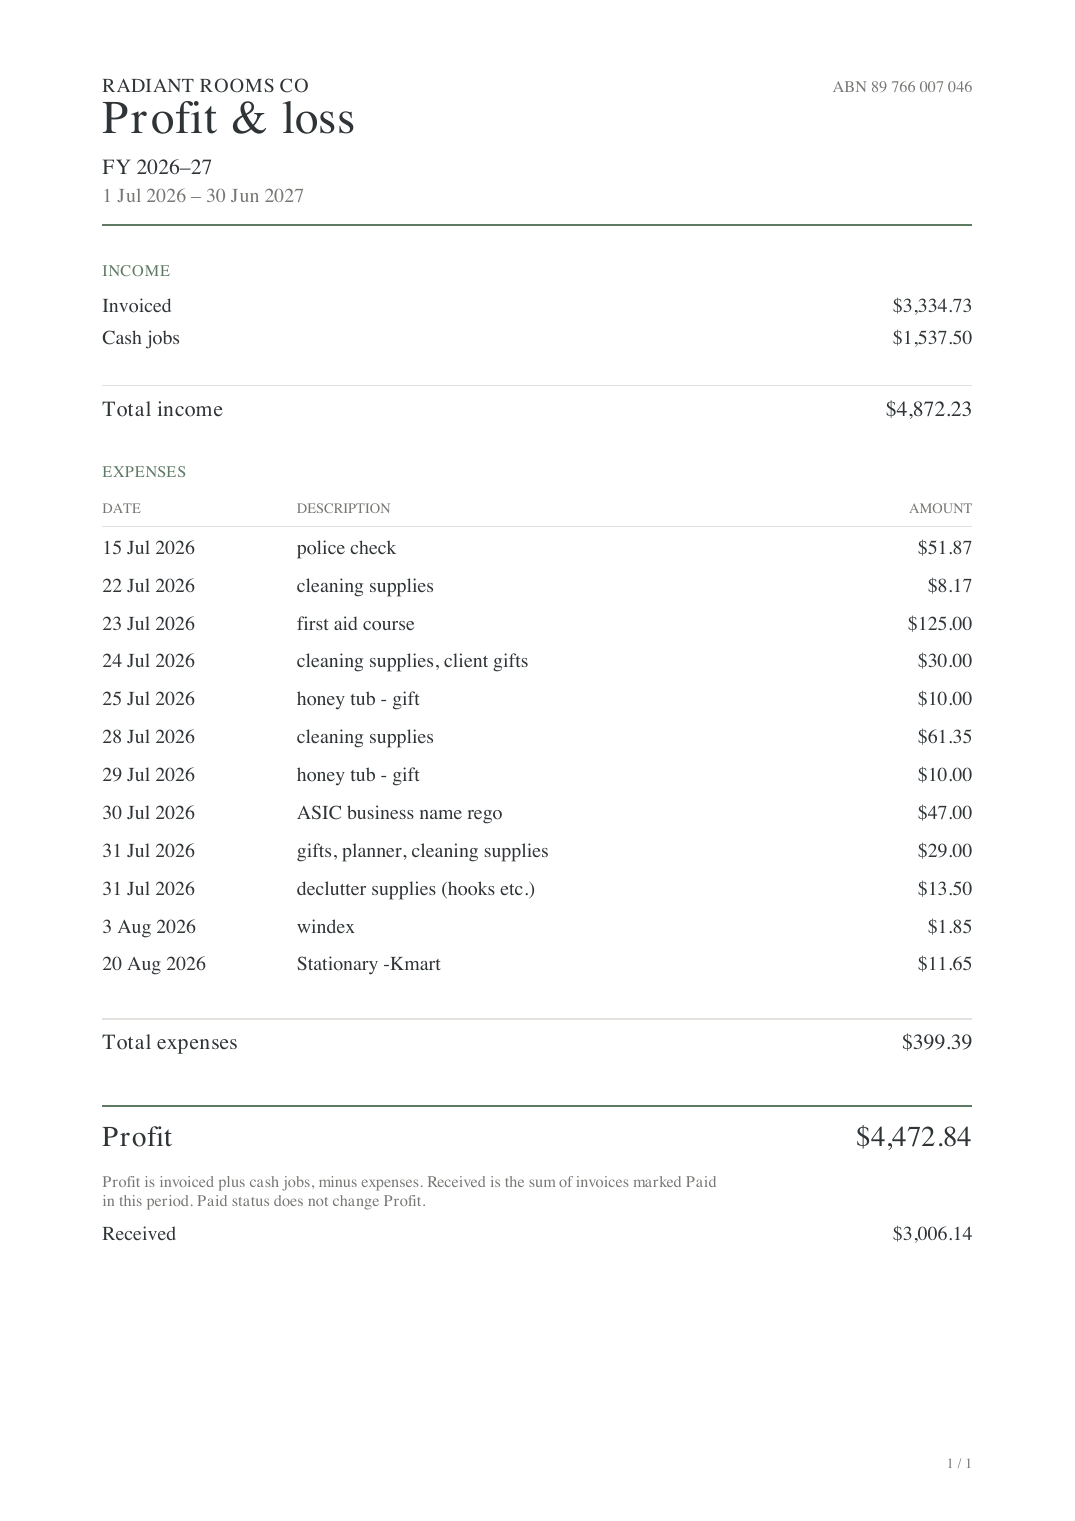 RADIANT ROOMS CO ABN 89 766 007 046
Profit & loss
FY 2026–27
1 Jul 2026 – 30 Jun 2027
INCOME
Invoiced $3,334.73
Cash jobs $1,537.50
Total income $4,872.23
EXPENSES
DATE DESCRIPTION AMOUNT
15 Jul 2026 police check $51.87
22 Jul 2026 cleaning supplies $8.17
23 Jul 2026 first aid course $125.00
24 Jul 2026 cleaning supplies, client gifts $30.00
25 Jul 2026 honey tub - gift $10.00
28 Jul 2026 cleaning supplies $61.35
29 Jul 2026 honey tub - gift $10.00
30 Jul 2026 ASIC business name rego $47.00
31 Jul 2026 gifts, planner, cleaning supplies $29.00
31 Jul 2026 declutter supplies (hooks etc.) $13.50
3 Aug 2026 windex $1.85
20 Aug 2026 Stationary -Kmart $11.65
Total expenses $399.39
Profit $4,472.84
Profit is invoiced plus cash jobs, minus expenses. Received is the sum of invoices marked Paid
in this period. Paid status does not change Profit.
Received $3,006.14
1 / 1